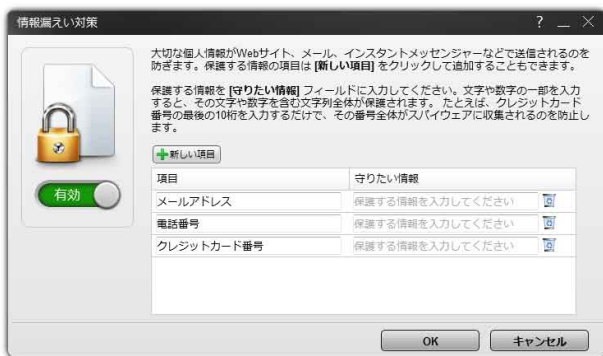 情報漏えい対策
? _ ×
大切な個人情報がWebサイト、メール、インスタントメッセンジャーなどで送信されるのを
防ぎます。保護する情報の項目は [新しい項目] をクリックして追加することもできます。
保護する情報を [守りたい情報] フィールドに入力してください。文字や数字の一部を入力
すると、その文字や数字を含む文字列全体が保護されます。 たとえば、クレジットカード
番号の最後の10桁を入力するだけで、その番号全体がスパイウェアに収集されるのを防止し
ます。
新しい項目
項目 守りたい情報
有効
メールアドレス 保護する情報を入力してください
電話番号 保護する情報を入力してください
クレジットカード番号 保護する情報を入力してください
OK キャンセル